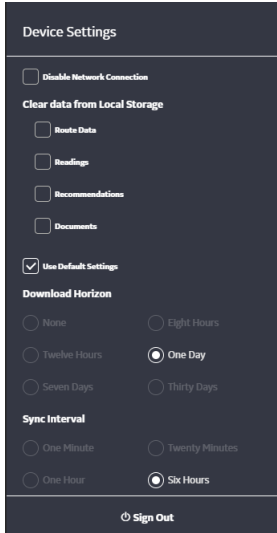 Device Settings
Disable Network Connection
Clear data from Local Storage
Route Data
Readings
Recommendations
Documents
Use Default Settings
Download Horizon
None
Eight Hours
Twelve Hours
One Day
Seven Days
Thirty Days
Sync Interval
One Minute
Twenty Minutes
One Hour
Six Hours
Sign Out